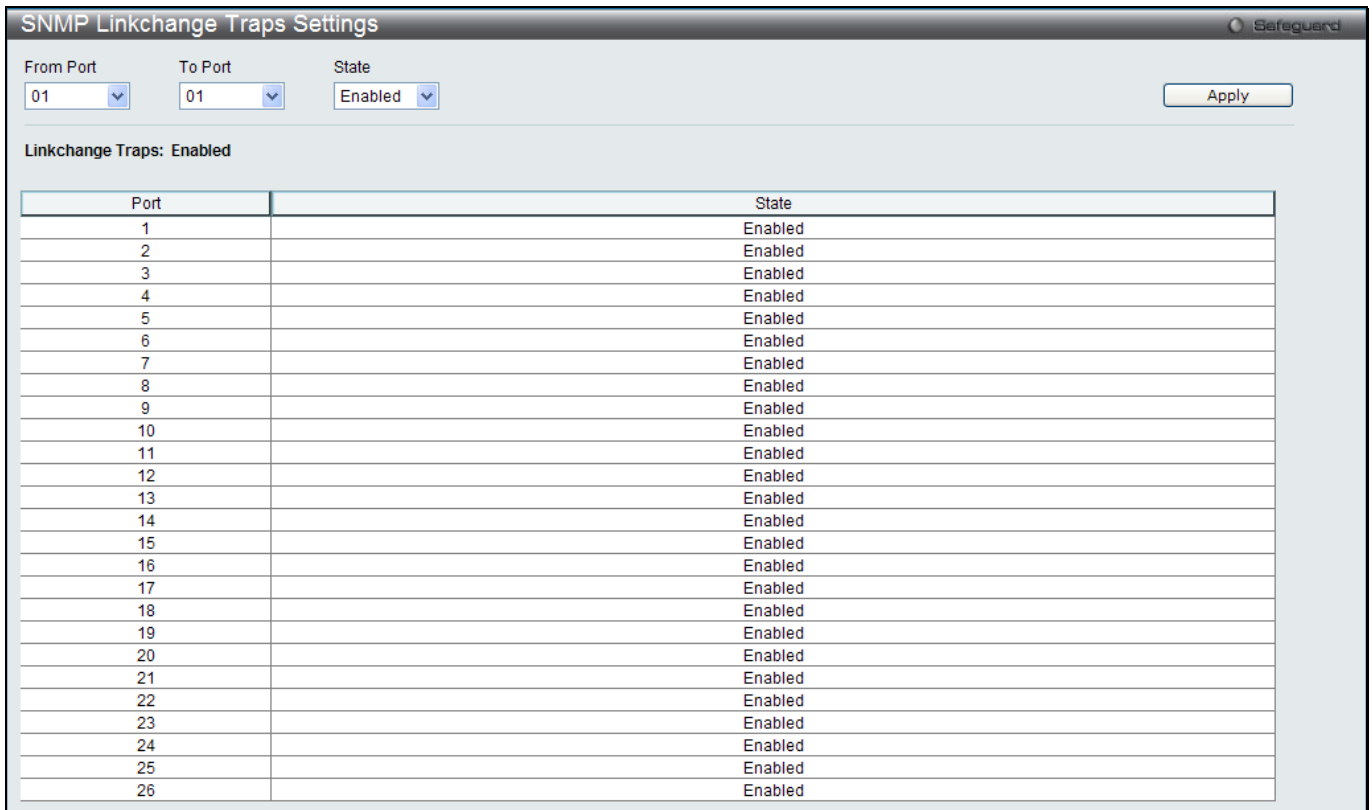 SNMP Linkchange Traps Settings Safeguard
From Port To Port State
01 01 Enabled Apply
Linkchange Traps: Enabled
Port State
1 Enabled
2 Enabled
3 Enabled
4 Enabled
5 Enabled
6 Enabled
7 Enabled
8 Enabled
9 Enabled
10 Enabled
11 Enabled
12 Enabled
13 Enabled
14 Enabled
15 Enabled
16 Enabled
17 Enabled
18 Enabled
19 Enabled
20 Enabled
21 Enabled
22 Enabled
23 Enabled
24 Enabled
25 Enabled
26 Enabled